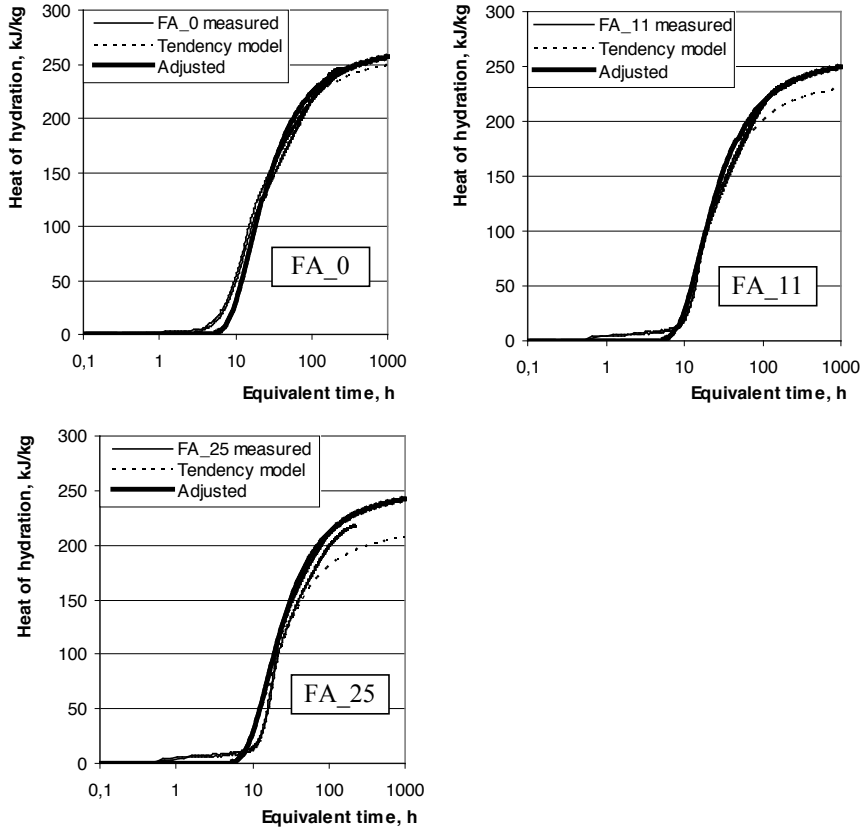 Heat of hydration, kJ/kg
300
250
200
150
100
50
0
FA_0 measured
Tendency model
Adjusted
FA_0
0,1 1 10 100 1000
Equivalent time, h
Heat of hydration, kJ/kg
300
250
200
150
100
50
0
FA_11 measured
Tendency model
Adjusted
FA_11
0,1 1 10 100 1000
Equivalent time, h
Heat of hydration, kJ/kg
300
250
200
150
100
50
0
FA_25 measured
Tendency model
Adjusted
FA_25
0,1 1 10 100 1000
Equivalent time, h